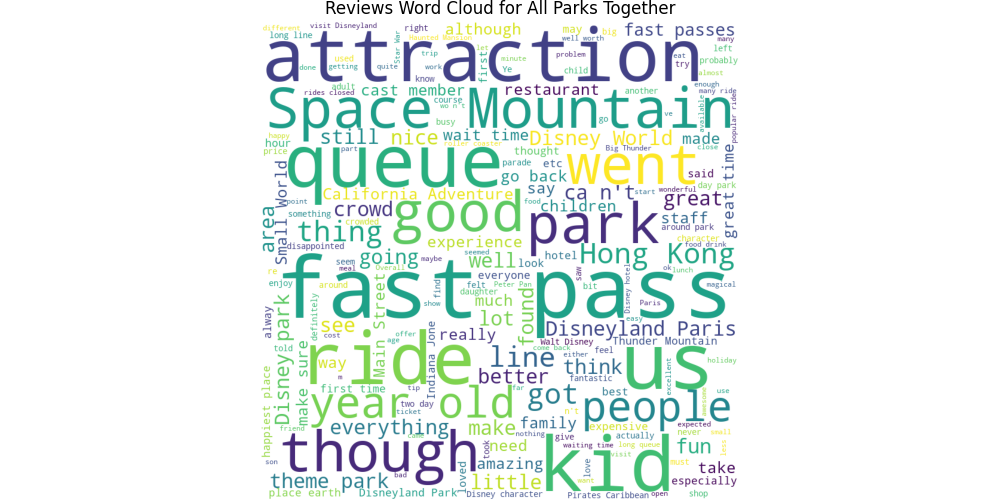 Reviews Word Cloud for All Parks Together
different
visit Disneyland
right
although
may
big
fast passes
many
long line
Haunted Mansion
Star War
used
trip
well worth
left
attraction
first
let
minute
problem
eat
try
probably
done
getting
quite
work
know
Ye
child
almost
adult
rides closed
cast member
restaurant
another
enough
many ride
Space Mountain
course
wo n't
busy
go
ve
available
popular ride
happy
still
nice
wait time
Disney World
made
hour
roller coaster
close
price
part
thought
Big Thunder
queue
parade
etc
went
said
great time
Small World
go back
day park
point
California Adventure
say
ca n't
start
wonderful
great
area
something
crowd
good
food
children
park
staff
crowded
around park
thing
experience
character
food drink
disappointed
going
well
look
hotel
Hong Kong
seem
maybe
seemed
everyone
saw
ok
lunch
re
meal
Overall
felt
Peter Pan
bit
Disney hotel
magical
enjoy
around
fast pass
find
daughter
much
found
show
Paris
always
Disney park
definitely
Main Street
lot
easy
see
cost
offer
age
Indiana Jone
really
Disneyland Paris
told
Walt Disney
Thunder Mountain
make sure
way
ride
line
come back
either
feel
us
holiday
happiest place
m
better
think
fantastic
excellent
first time
tip
far
got
best
use
year old
two day
ticket
n't
people
awesome
friend
everything
came
make
nothing
family
expensive
expected
never
small
though
took
need
give
actually
waiting time
long queue
fun
less
son
bad
loved
amazing
kid
love
visit
must
take
theme park
little
want
especially
place earth
Disneyland Park
Disney character
Pirates Caribbean
open
shop